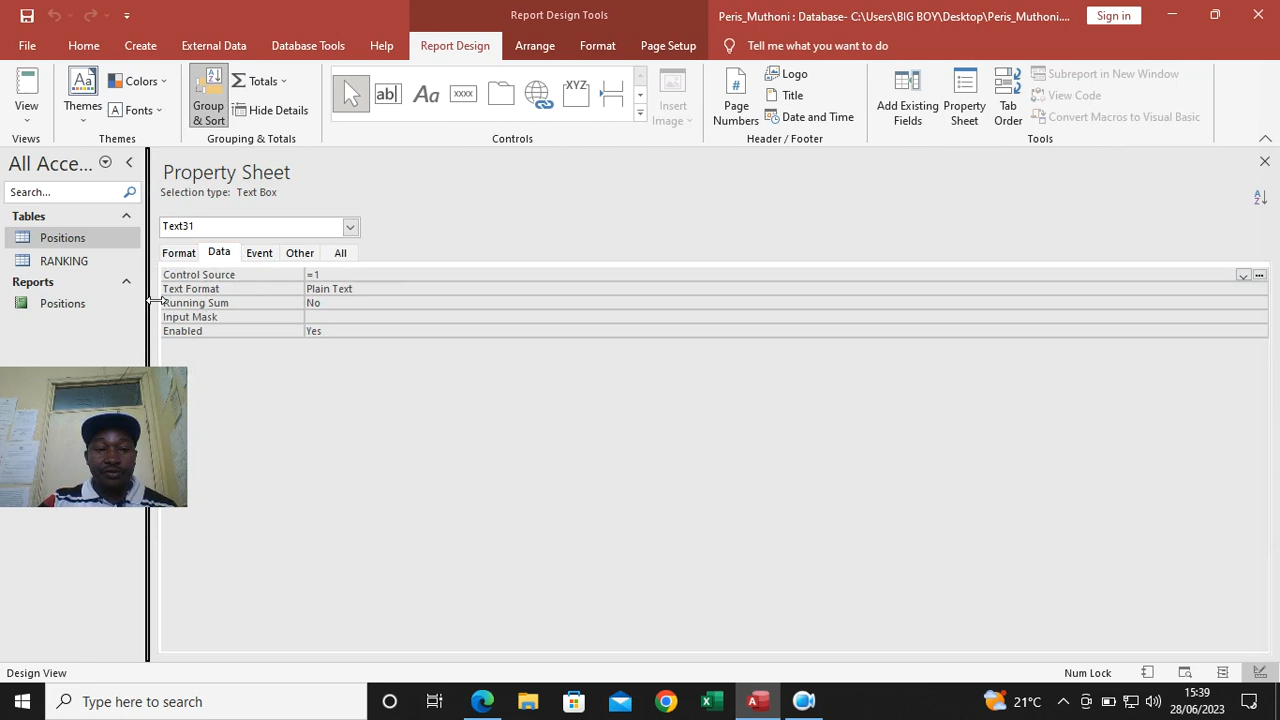 Report Design Tools
Peris_Muthoni : Database- C:\Users\BIG BOY\Desktop\Peris_Muthoni....
Sign in
File Home Create External Data Database Tools Help Report Design Arrange Format Page Setup Tell me what you want to do
View
Views
Aa
Themes
Colors
Fonts
Themes
Group & Sort
Totals
Hide Details
Grouping & Totals
ab| Aa xxxx XYZ
Insert Image
Controls
Page Numbers
Logo
Title
Date and Time
Header / Footer
Add Existing Fields
Property Sheet
Tab Order
Subreport in New Window
View Code
Convert Macros to Visual Basic
Tools
All Acce...
Search...
Tables
Positions
RANKING
Reports
Positions
Property Sheet
Selection type: Text Box
Text31
Format Data Event Other All
Control Source =1
Text Format Plain Text
Running Sum No
Input Mask
Enabled Yes
Design View
Num Lock
Type here to search
21°C
15:39
28/06/2023